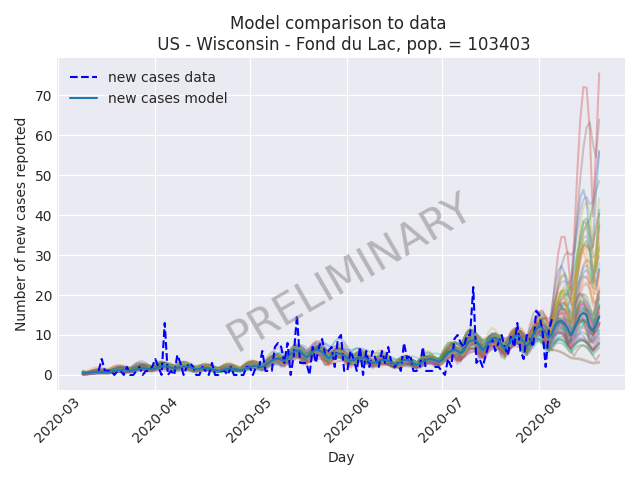 Model comparison to data
US - Wisconsin - Fond du Lac, pop. = 103403
new cases data
new cases model
Number of new cases reported
70
60
50
40
30
20
10
0
PRELIMINARY
2020-03
2020-04
2020-05
2020-06
2020-07
2020-08
Day